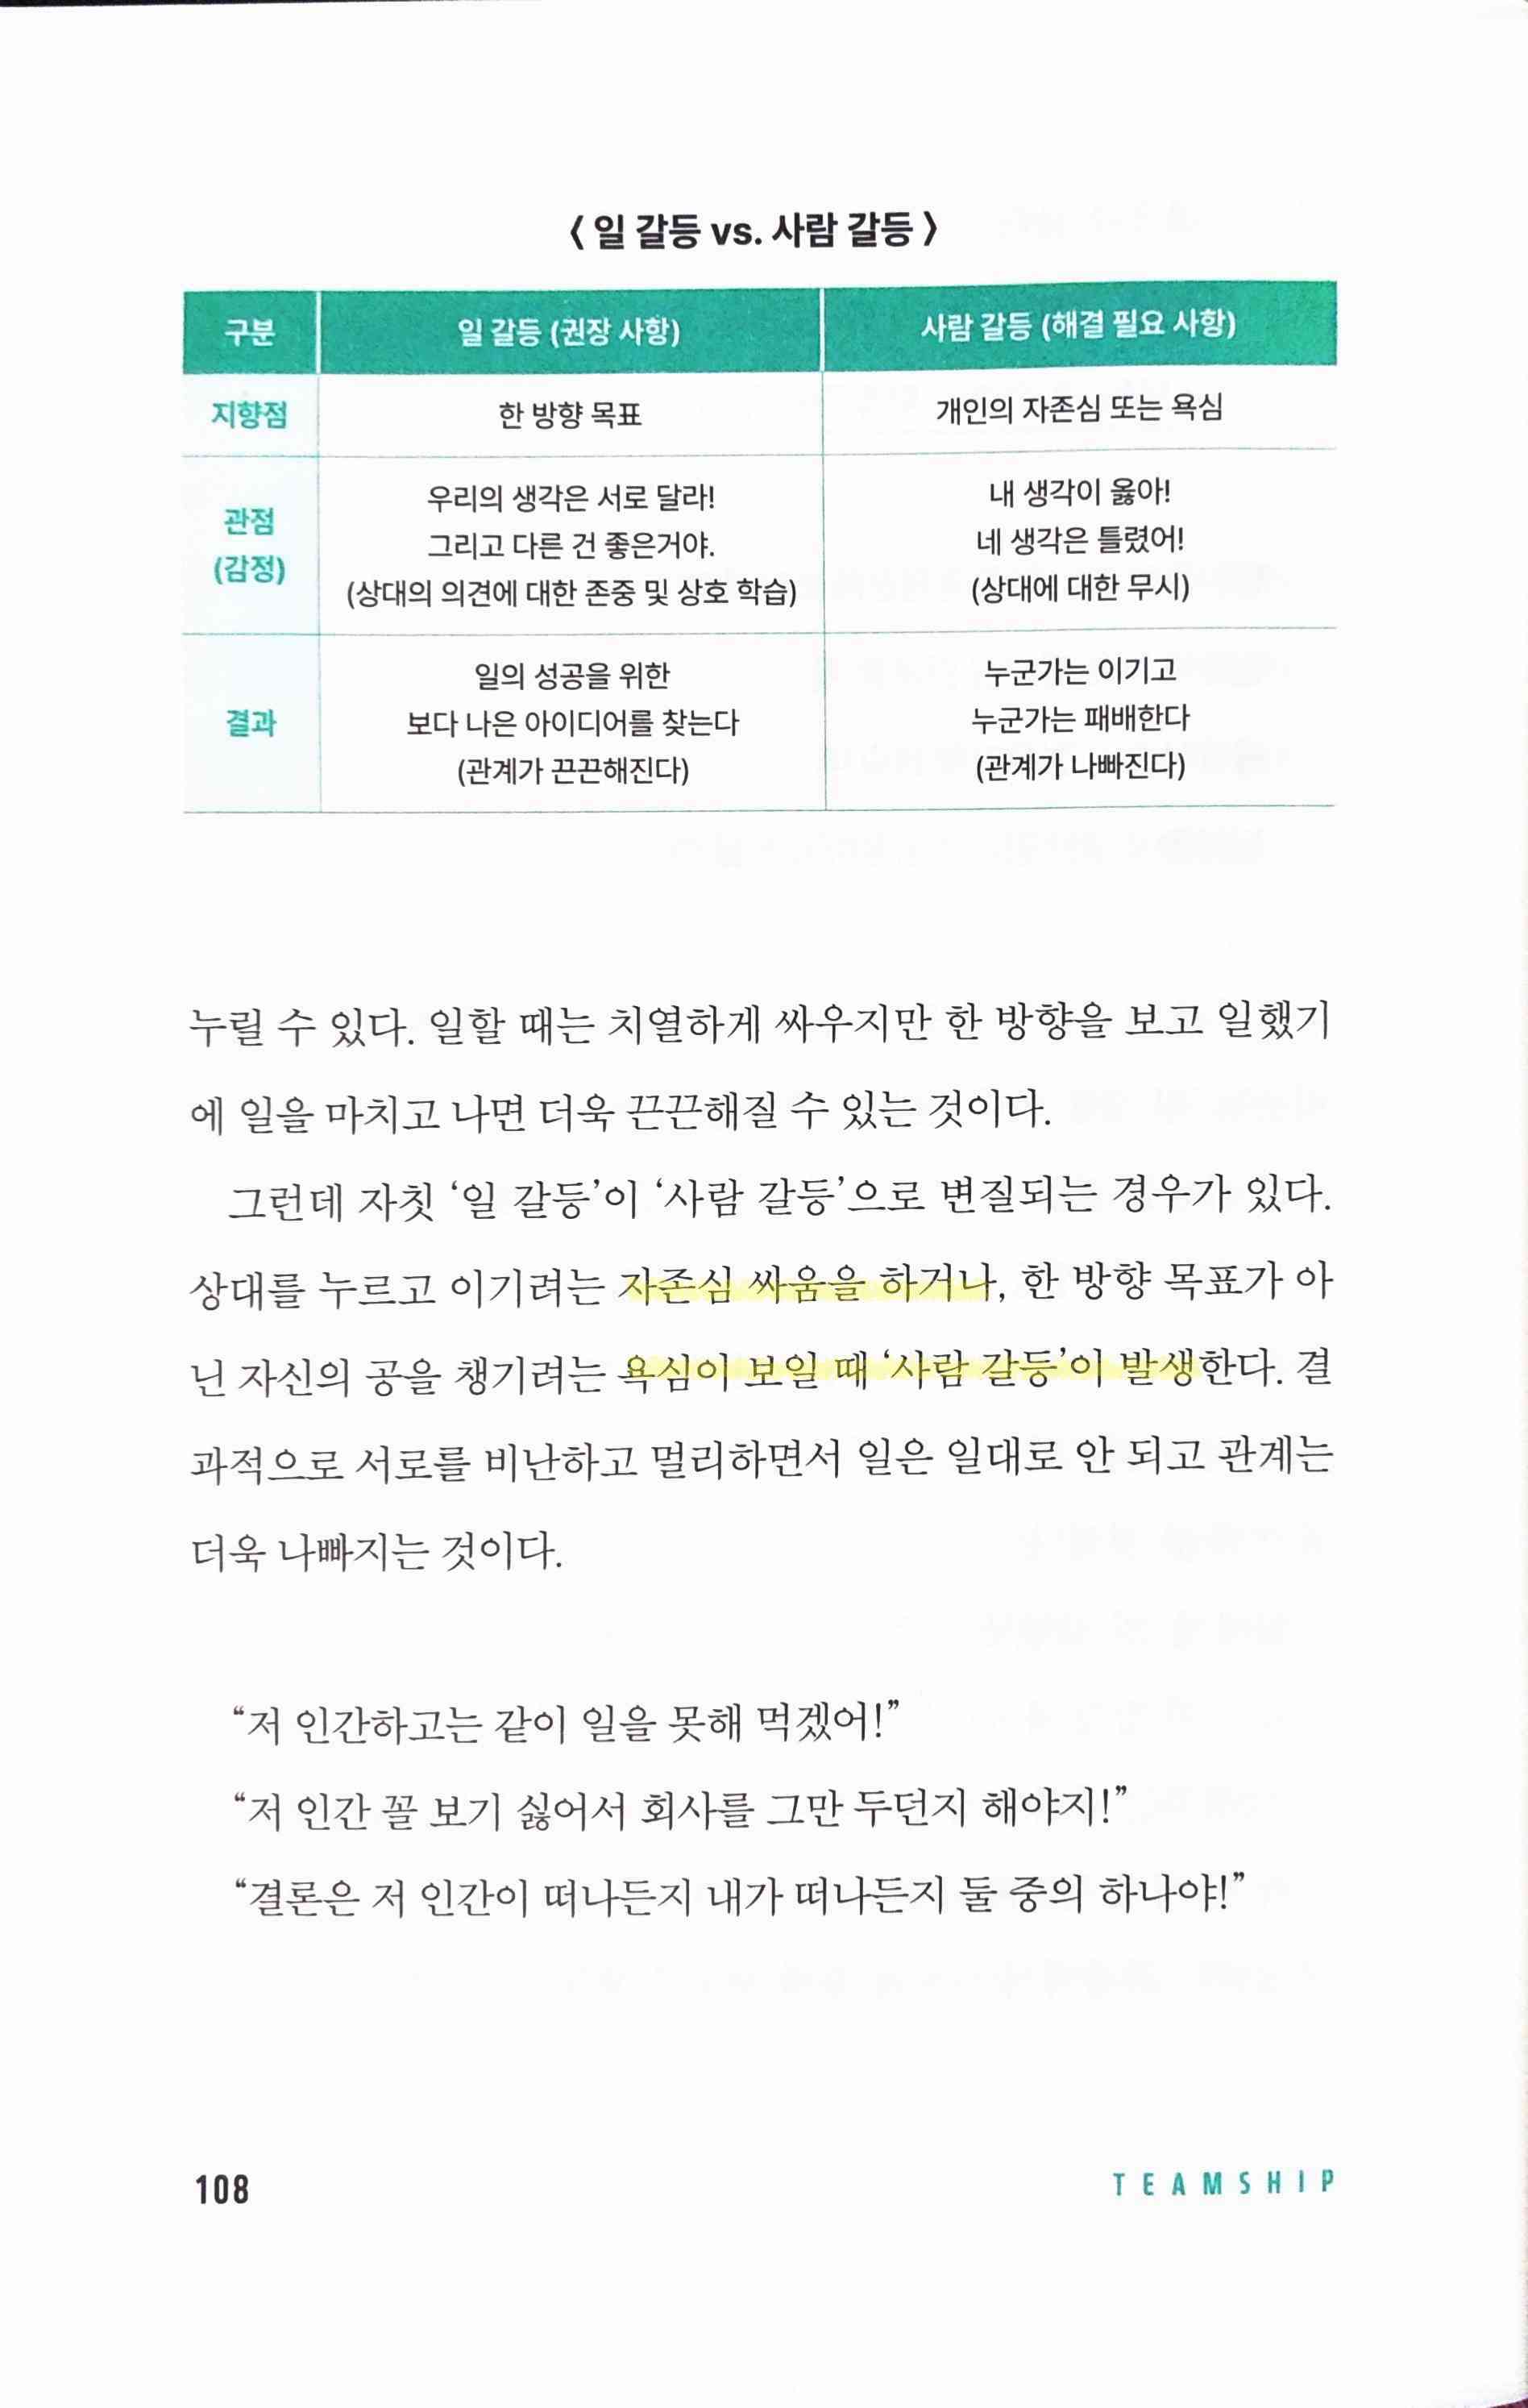 〈 일 갈등 vs. 사람 갈등 〉
구분 일 갈등 (권장 사항) 사람 갈등 (해결 필요 사항)
지향점 한 방향 목표 개인의 자존심 또는 욕심
관점
(감정)
우리의 생각은 서로 달라!
그리고 다른 건 좋은거야.
(상대의 의견에 대한 존중 및 상호 학습)
내 생각이 옳아!
네 생각은 틀렸어!
(상대에 대한 무시)
결과
일의 성공을 위한
보다 나은 아이디어를 찾는다
(관계가 끈끈해진다)
누군가는 이기고
누군가는 패배한다
(관계가 나빠진다)
누릴 수 있다. 일할 때는 치열하게 싸우지만 한 방향을 보고 일했기
에 일을 마치고 나면 더욱 끈끈해질 수 있는 것이다.
그런데 자칫 ‘일 갈등’이 ‘사람 갈등’으로 변질되는 경우가 있다.
상대를 누르고 이기려는 자존심 싸움을 하거나, 한 방향 목표가 아
닌 자신의 공을 챙기려는 욕심이 보일 때 ‘사람 갈등’이 발생한다. 결
과적으로 서로를 비난하고 멀리하면서 일은 일대로 안 되고 관계는
더욱 나빠지는 것이다.
“저 인간하고는 같이 일을 못해 먹겠어!”
“저 인간 꼴 보기 싫어서 회사를 그만 두던지 해야지!”
“결론은 저 인간이 떠나든지 내가 떠나든지 둘 중의 하나야!”
108
TEAMSHIP